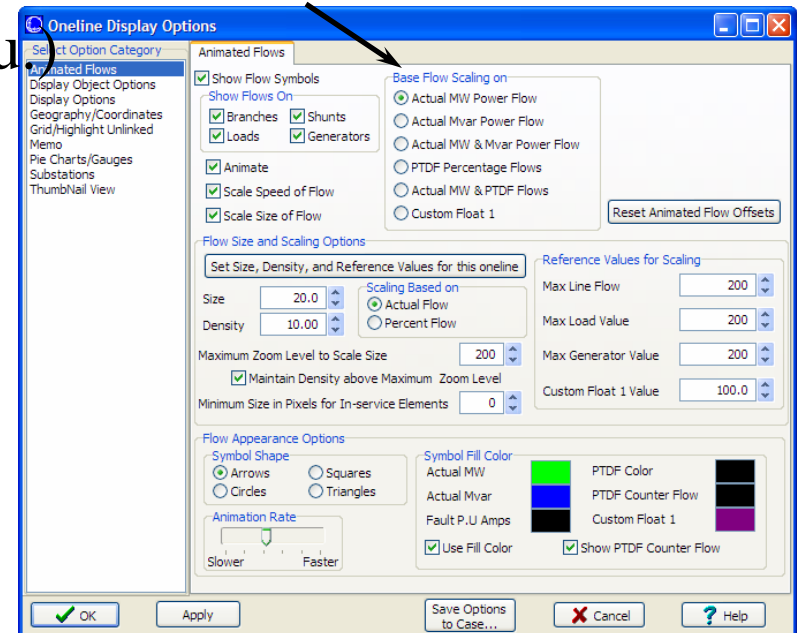 Oneline Display Options
u.)
Select Option Category
Animated Flows
Display Object Options
Display Options
Geography/Coordinates
Grid/Highlight Unlinked
Memo
Pie Charts/Gauges
Substations
ThumbNail View
Animated Flows
Show Flow Symbols
Show Flows On
Branches Shunts
Loads Generators
Animate
Scale Speed of Flow
Scale Size of Flow
Base Flow Scaling on
Actual MW Power Flow
Actual Mvar Power Flow
Actual MW & Mvar Power Flow
PTDF Percentage Flows
Actual MW & PTDF Flows
Custom Float 1
Reset Animated Flow Offsets
Flow Size and Scaling Options
Set Size, Density, and Reference Values for this oneline
Size 20.0
Density 10.00
Scaling Based on
Actual Flow
Percent Flow
Maximum Zoom Level to Scale Size 200
Maintain Density above Maximum Zoom Level
Minimum Size in Pixels for In-service Elements 0
Reference Values for Scaling
Max Line Flow 200
Max Load Value 200
Max Generator Value 200
Custom Float 1 Value 100.0
Flow Appearance Options
Symbol Shape
Arrows Squares
Circles Triangles
Animation Rate
Slower Faster
Symbol Fill Color
Actual MW PTDF Color
Actual Mvar PTDF Counter Flow
Fault P.U Amps Custom Float 1
Use Fill Color Show PTDF Counter Flow
OK
Apply
Save Options
to Case...
Cancel
? Help